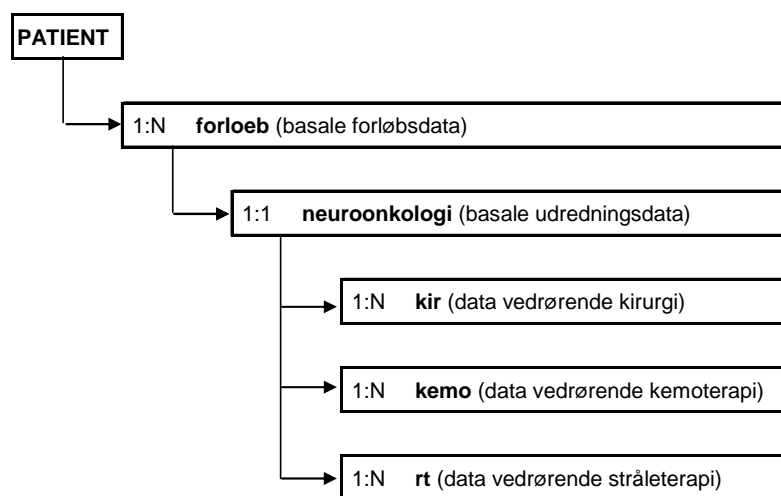 PATIENT
1:N forloeb (basale forløbsdata)
1:1 neuroonkologi (basale udredningsdata)
1:N kir (data vedrørende kirurgi)
1:N kemo (data vedrørende kemoterapi)
1:N rt (data vedrørende stråleterapi)